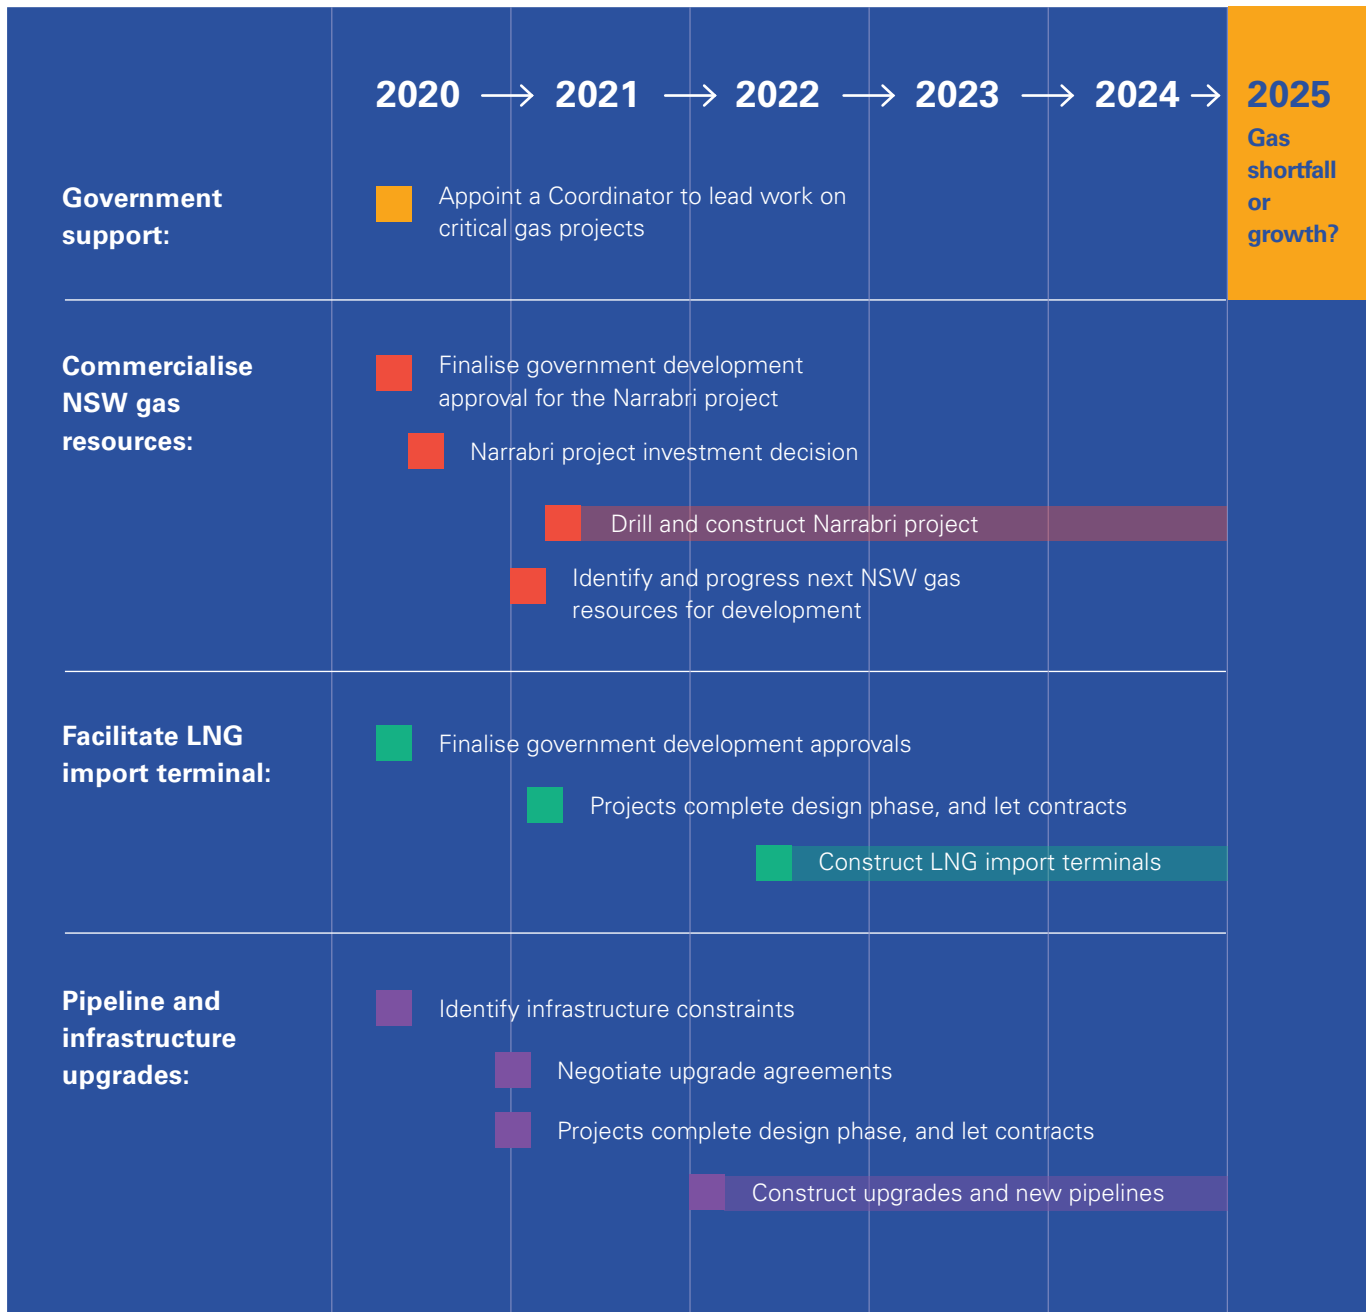 2020 → 2021 → 2022 → 2023 → 2024 → 2025
Gas
shortfall
or
growth?
Government
support:
Appoint a Coordinator to lead work on
critical gas projects
Commercialise
NSW gas
resources:
Finalise government development
approval for the Narrabri project
Narrabri project investment decision
Drill and construct Narrabri project
Identify and progress next NSW gas
resources for development
Facilitate LNG
import terminal:
Finalise government development approvals
Projects complete design phase, and let contracts
Construct LNG import terminals
Pipeline and
infrastructure
upgrades:
Identify infrastructure constraints
Negotiate upgrade agreements
Projects complete design phase, and let contracts
Construct upgrades and new pipelines